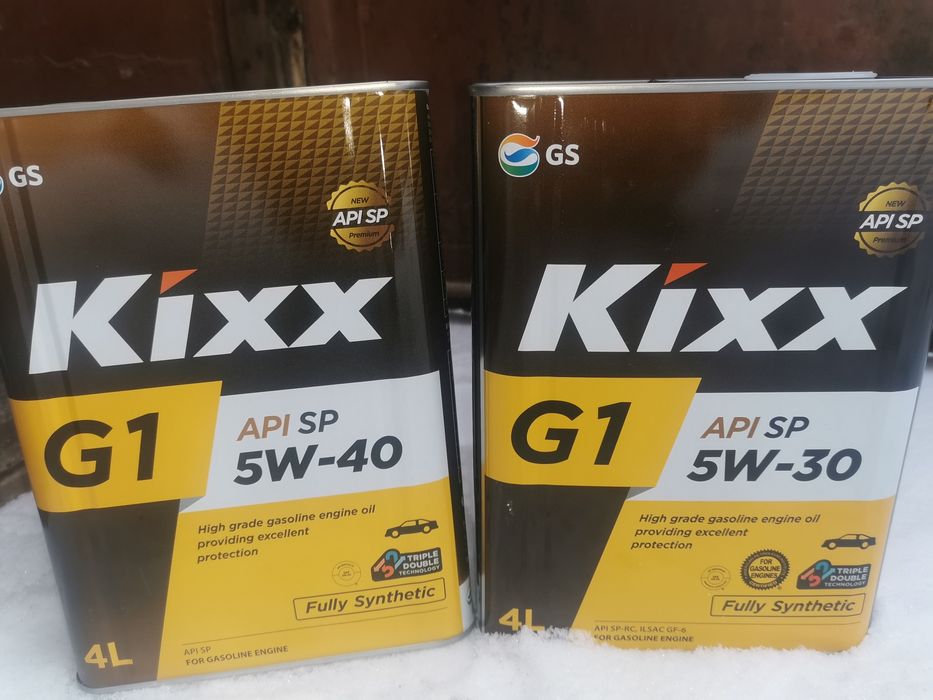 GS
NEW
API SP
Premium
Kixx
G1
API SP
5W-40
High grade gasoline engine oil
providing excellent
protection
TRIPLE
DOUBLE
TECHNOLOGY
Fully Synthetic
4L
API SP
FOR GASOLINE ENGINE
GS
NEW
API SP
Premium
Kixx
G1
API SP
5W-30
High grade gasoline engine oil
providing excellent
protection
FOR
GASOLINE
ENGINES
TRIPLE
DOUBLE
TECHNOLOGY
Fully Synthetic
4L
API SP-RC, ILSAC GF-6
FOR GASOLINE ENGINE